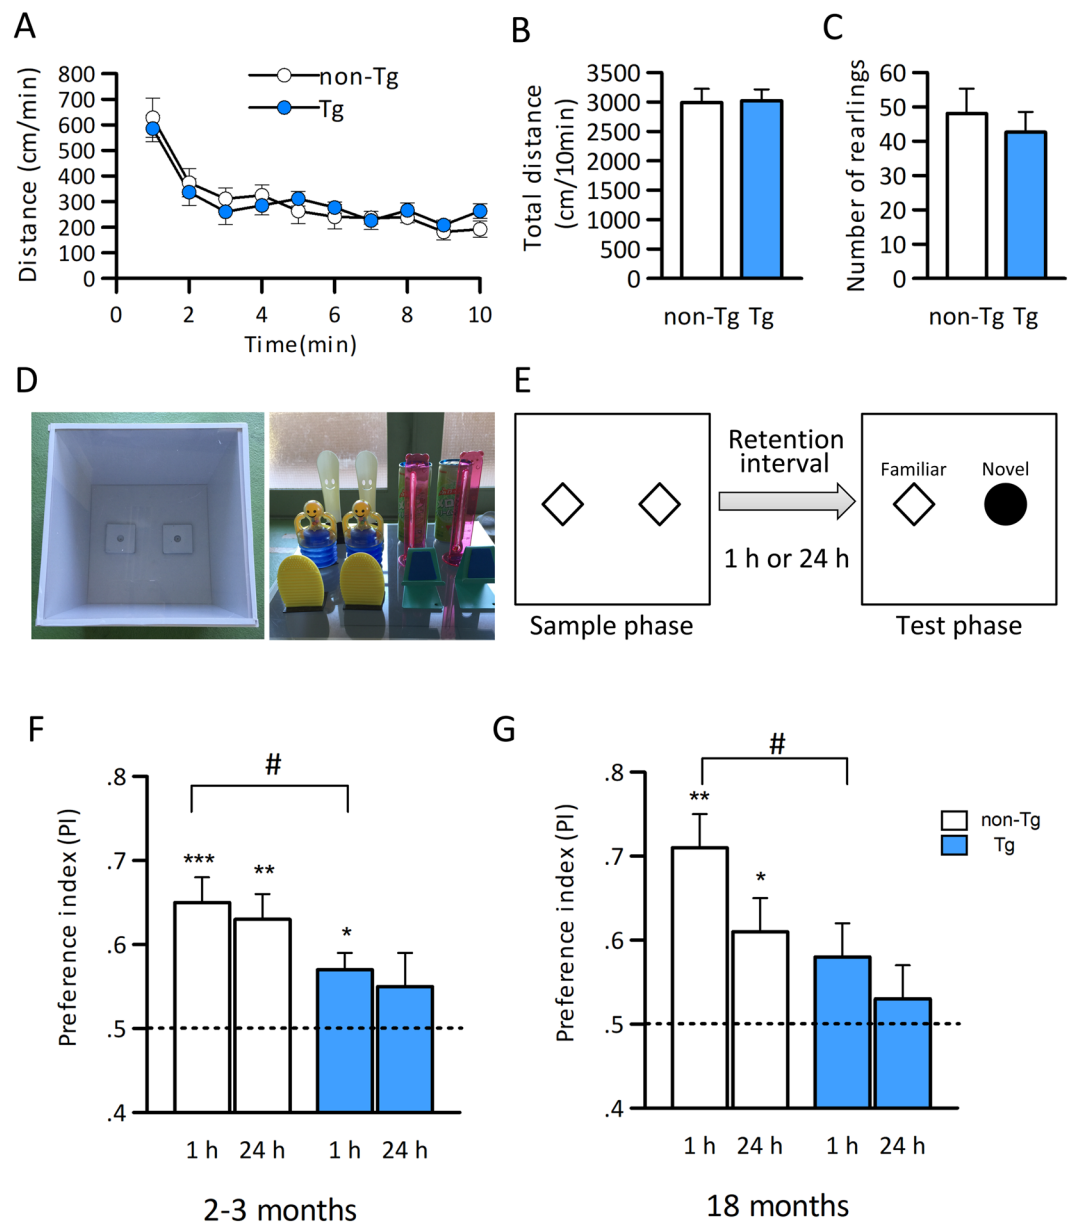 A
B
C
Distance (cm/min)
800
700
600
500
400
300
200
100
0
non-Tg
Tg
0
2
4
6
8
10
Time(min)
Total distance
(cm/10min)
3500
3000
2500
2000
1500
1000
500
0
non-Tg Tg
Number of rearlings
60
50
40
30
20
10
0
non-Tg Tg
D
E
Retention
interval
1 h or 24 h
Sample phase
Familiar
Novel
Test phase
F
G
Preference index (PI)
.8
.7
.6
.5
.4
#
***
**
*
1 h
24 h
1 h
24 h
2-3 months
Preference index (PI)
.8
.7
.6
.5
.4
#
**
*
non-Tg
Tg
1 h
24 h
1 h
24 h
18 months